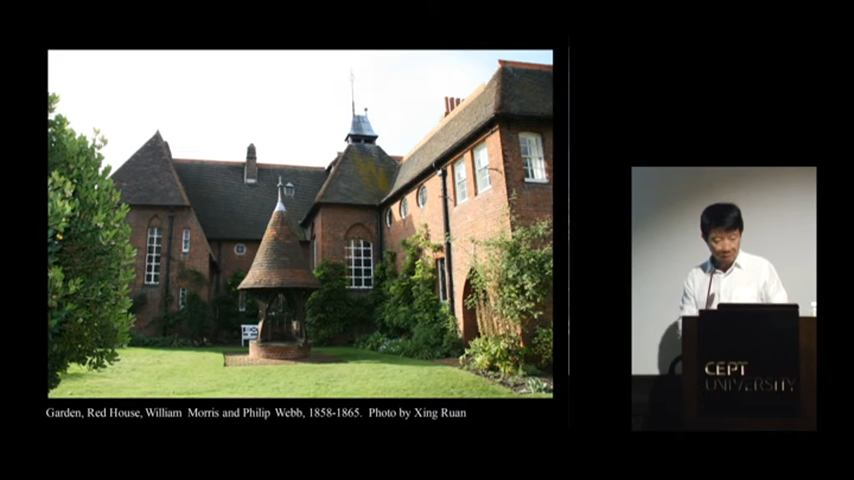 Garden, Red House, William Morris and Philip Webb, 1858-1865. Photo by Xing Ruan
CEPT
UNIVERSITY